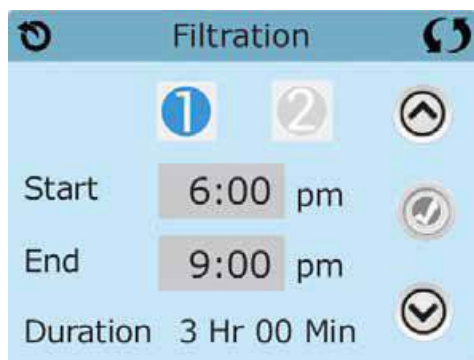 Filtration
1 2
Start 6:00 pm
End 9:00 pm
Duration 3 Hr 00 Min